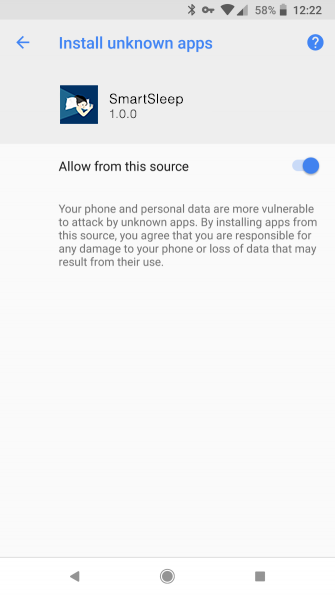 58% 12:22
Install unknown apps
SmartSleep
1.0.0
Allow from this source
Your phone and personal data are more vulnerable
to attack by unknown apps. By installing apps from
this source, you agree that you are responsible for
any damage to your phone or loss of data that may
result from their use.